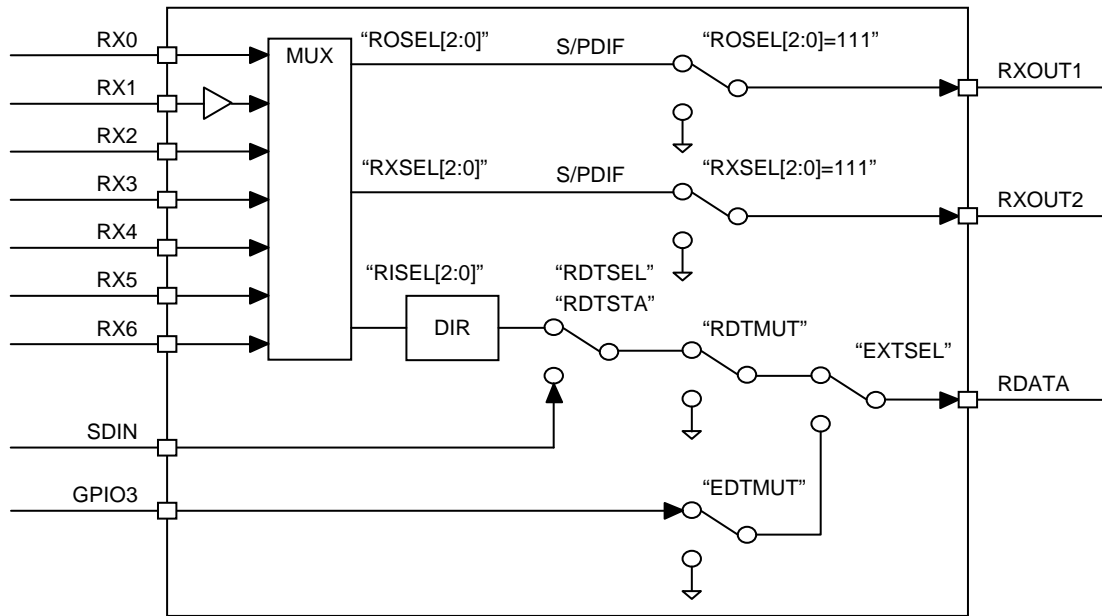 RX0
RX1
RX2
RX3
RX4
RX5
RX6
SDIN
GPIO3
MUX
“ROSEL[2:0]” S/PDIF “ROSEL[2:0]=111”
RXOUT1
“RXSEL[2:0]” S/PDIF “RXSEL[2:0]=111”
RXOUT2
“RISEL[2:0]”
DIR
“RDTSEL”
“RDTSTA”
“RDTMUT”
“EXTSEL”
RDATA
“EDTMUT”